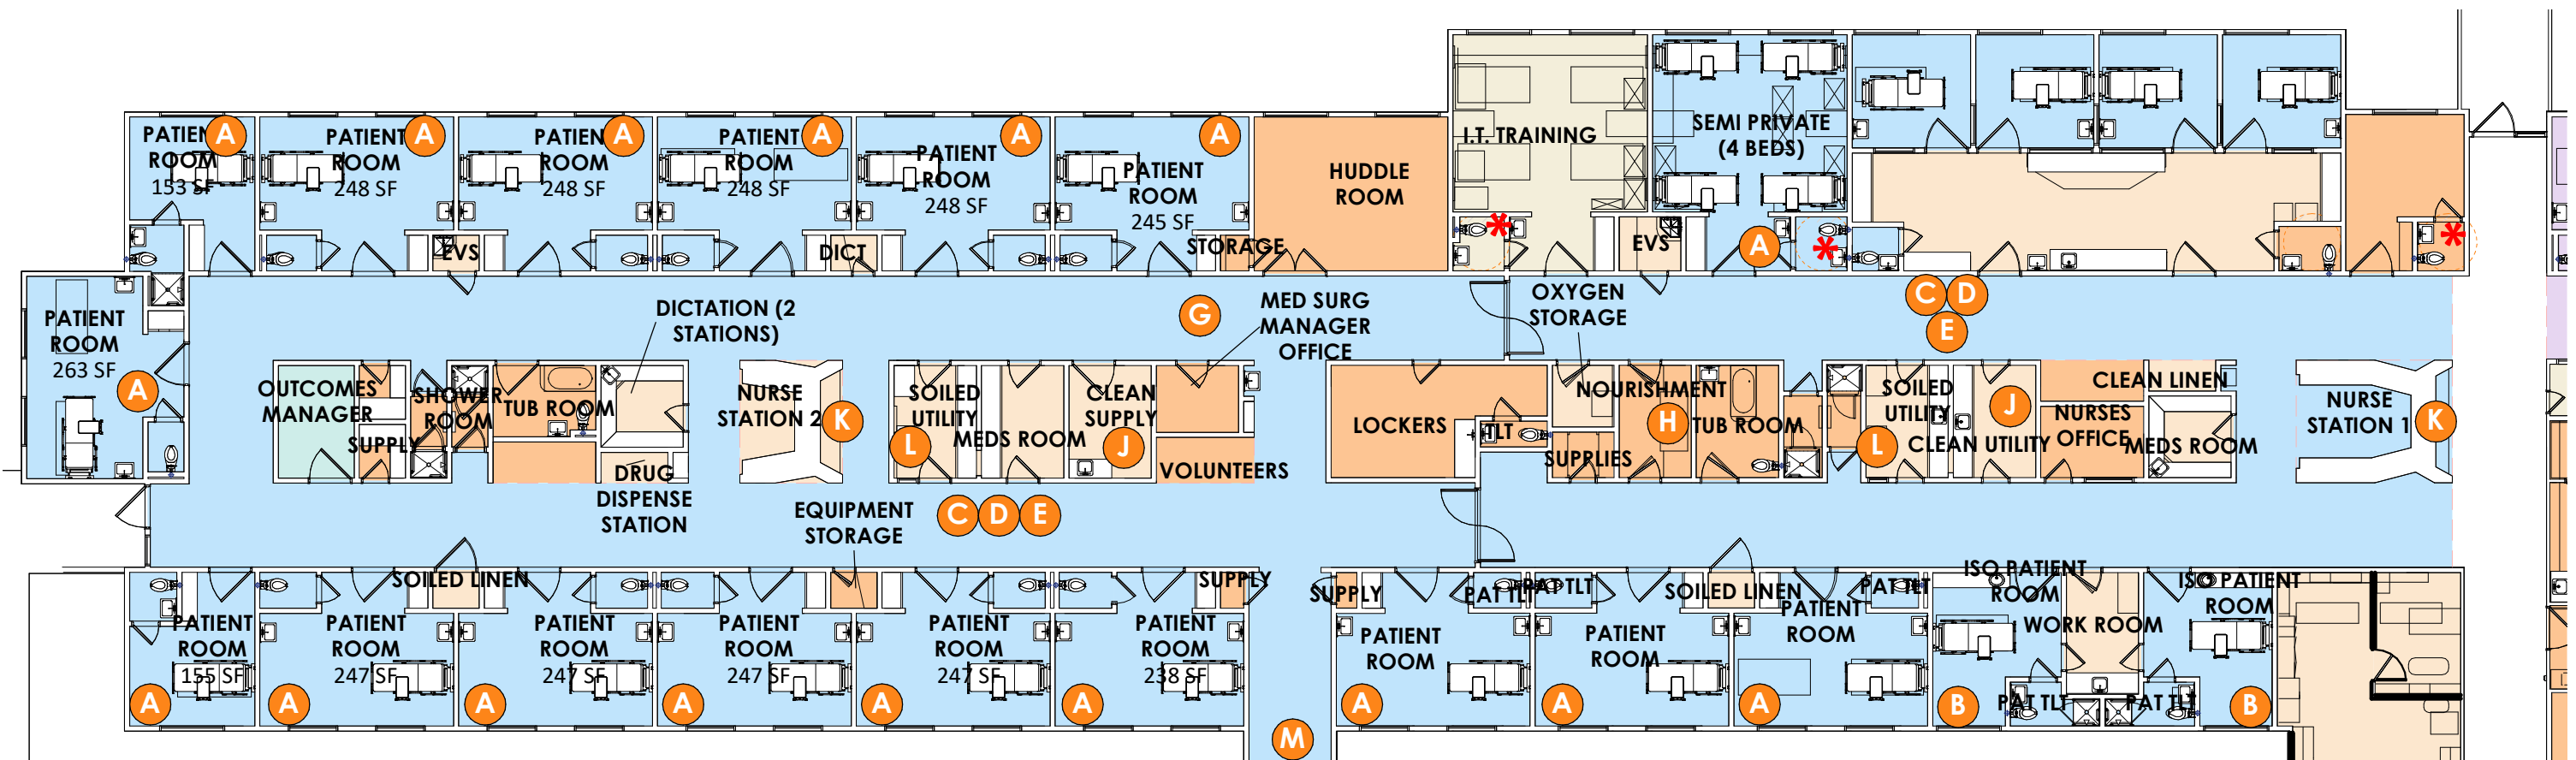 PATIENT
ROOM
153 SF
A
PATIENT
ROOM
248 SF
A
PATIENT
ROOM
248 SF
A
PATIENT
ROOM
248 SF
A
PATIENT
ROOM
248 SF
A
PATIENT
ROOM
245 SF
A
EVS
DICT
STORAGE
HUDDLE
ROOM
I.T. TRAINING
*
EVS
SEMI PRIVATE
(4 BEDS)
A
*
*
PATIENT
ROOM
263 SF
A
DICTATION (2
STATIONS)
G
MED SURG
MANAGER
OFFICE
OXYGEN
STORAGE
C
D
E
OUTCOMES
MANAGER
SUPPLY
SHOWER
ROOM
TUB ROOM
DRUG
DISPENSE
STATION
NURSE
STATION 2
K
SOILED
UTILITY
L
MEDS ROOM
CLEAN
SUPPLY
J
VOLUNTEERS
LOCKERS
TLT
NOURISHMENT
H
SUPPLIES
TUB ROOM
SOILED
UTILITY
L
CLEAN UTILITY
J
CLEAN LINEN
NURSES
OFFICE
MEDS ROOM
NURSE
STATION 1
K
EQUIPMENT
STORAGE
C
D
E
SOILED LINEN
SUPPLY
PATIENT
ROOM
155 SF
A
PATIENT
ROOM
247 SF
A
PATIENT
ROOM
247 SF
A
PATIENT
ROOM
247 SF
A
PATIENT
ROOM
247 SF
A
PATIENT
ROOM
238 SF
A
M
SUPPLY
PAT TLT
PAT TLT
SOILED LINEN
PAT TLT
PATIENT
ROOM
A
PATIENT
ROOM
A
PATIENT
ROOM
A
ISO PATIENT
ROOM
B
WORK ROOM
PAT TLT
PAT TLT
ISO PATIENT
ROOM
B